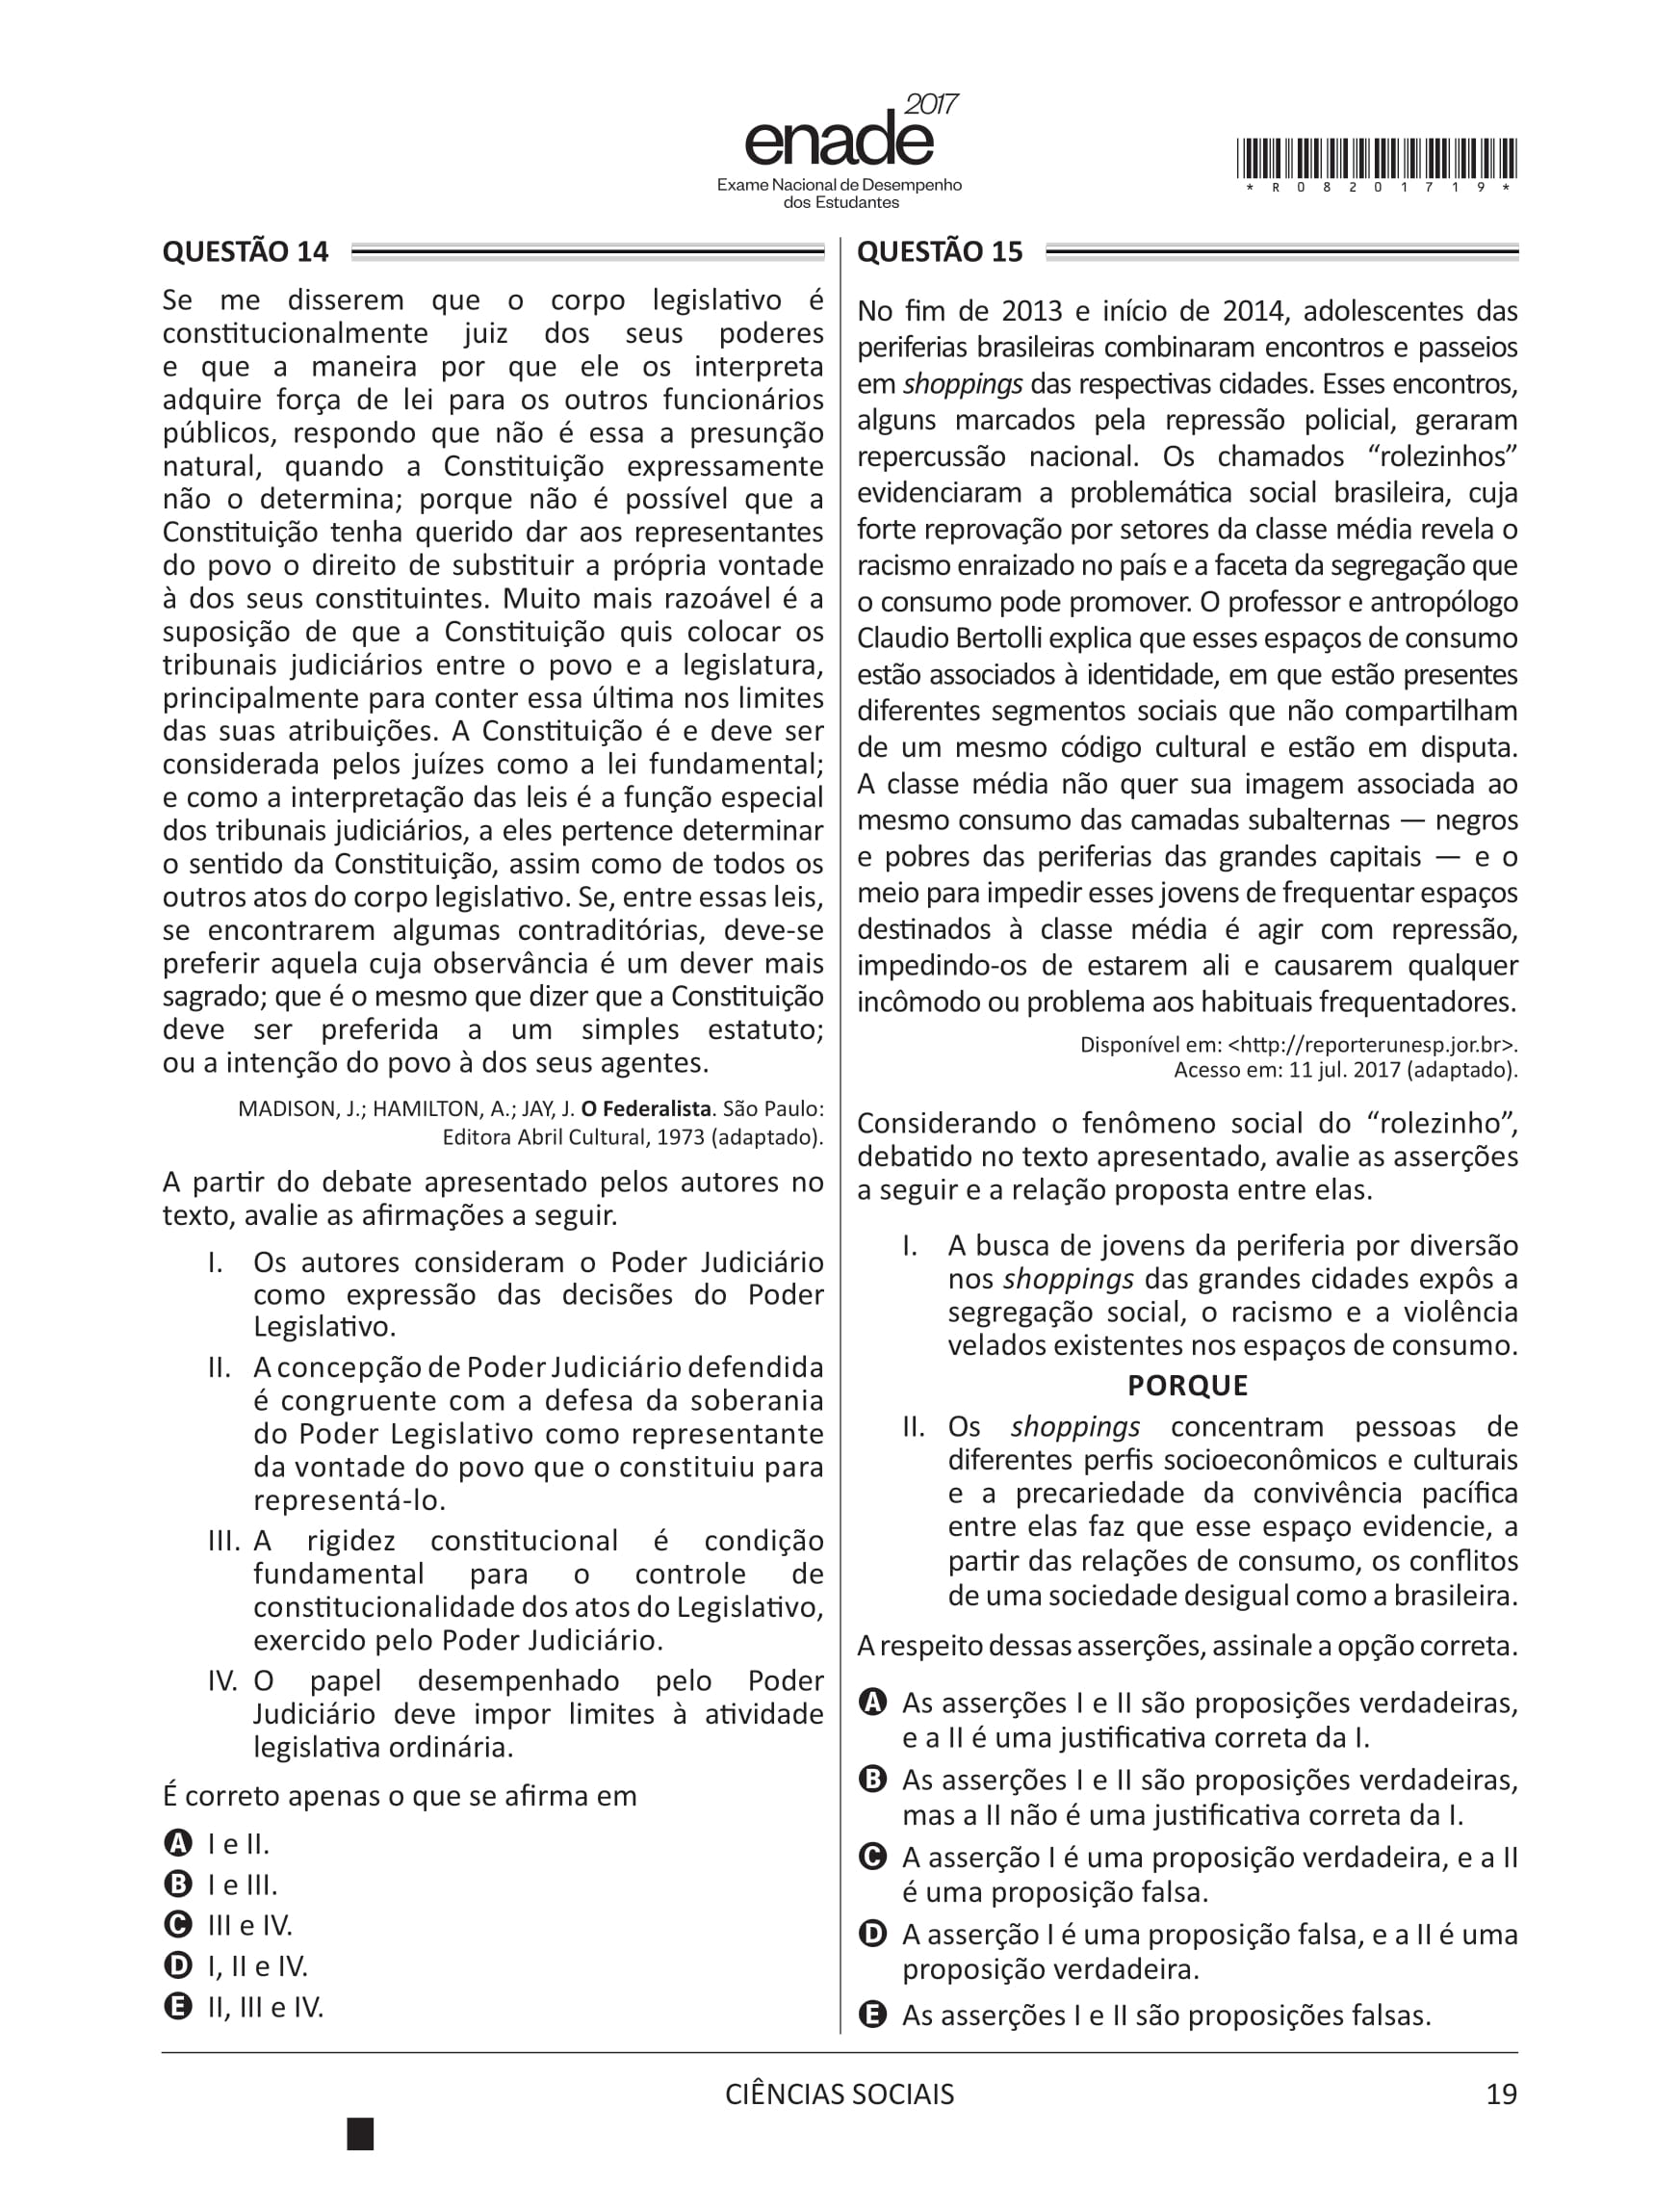 2017
enade
Exame Nacional de Desempenho
dos Estudantes
* R 0 8 2 0 1 7 1 9 *
QUESTÃO 14
Se me disserem que o corpo legislativo é
constitucionalmente juiz dos seus poderes
e que a maneira por que ele os interpreta
adquire força de lei para os outros funcionários
públicos, respondo que não é essa a presunção
natural, quando a Constituição expressamente
não o determina; porque não é possível que a
Constituição tenha querido dar aos representantes
do povo o direito de substituir a própria vontade
à dos seus constituintes. Muito mais razoável é a
suposição de que a Constituição quis colocar os
tribunais judiciários entre o povo e a legislatura,
principalmente para conter essa última nos limites
das suas atribuições. A Constituição é e deve ser
considerada pelos juízes como a lei fundamental;
e como a interpretação das leis é a função especial
dos tribunais judiciários, a eles pertence determinar
o sentido da Constituição, assim como de todos os
outros atos do corpo legislativo. Se, entre essas leis,
se encontrarem algumas contraditórias, deve-se
preferir aquela cuja observância é um dever mais
sagrado; que é o mesmo que dizer que a Constituição
deve ser preferida a um simples estatuto;
ou a intenção do povo à dos seus agentes.
MADISON, J.; HAMILTON, A.; JAY, J. O Federalista. São Paulo:
Editora Abril Cultural, 1973 (adaptado).
A partir do debate apresentado pelos autores no
texto, avalie as afirmações a seguir.
I. Os autores consideram o Poder Judiciário
como expressão das decisões do Poder
Legislativo.
II. A concepção de Poder Judiciário defendida
é congruente com a defesa da soberania
do Poder Legislativo como representante
da vontade do povo que o constituiu para
representá-lo.
III. A rigidez constitucional é condição
fundamental para o controle de
constitucionalidade dos atos do Legislativo,
exercido pelo Poder Judiciário.
IV. O papel desempenhado pelo Poder
Judiciário deve impor limites à atividade
legislativa ordinária.
É correto apenas o que se afirma em
A I e II.
B I e III.
C III e IV.
D I, II e IV.
E II, III e IV.
QUESTÃO 15
No fim de 2013 e início de 2014, adolescentes das
periferias brasileiras combinaram encontros e passeios
em shoppings das respectivas cidades. Esses encontros,
alguns marcados pela repressão policial, geraram
repercussão nacional. Os chamados “rolezinhos”
evidenciaram a problemática social brasileira, cuja
forte reprovação por setores da classe média revela o
racismo enraizado no país e a faceta da segregação que
o consumo pode promover. O professor e antropólogo
Claudio Bertolli explica que esses espaços de consumo
estão associados à identidade, em que estão presentes
diferentes segmentos sociais que não compartilham
de um mesmo código cultural e estão em disputa.
A classe média não quer sua imagem associada ao
mesmo consumo das camadas subalternas — negros
e pobres das periferias das grandes capitais — e o
meio para impedir esses jovens de frequentar espaços
destinados à classe média é agir com repressão,
impedindo-os de estarem ali e causarem qualquer
incômodo ou problema aos habituais frequentadores.
Disponível em: <http://reporterunesp.jor.br>.
Acesso em: 11 jul. 2017 (adaptado).
Considerando o fenômeno social do “rolezinho”,
debatido no texto apresentado, avalie as asserções
a seguir e a relação proposta entre elas.
I. A busca de jovens da periferia por diversão
nos shoppings das grandes cidades expôs a
segregação social, o racismo e a violência
velados existentes nos espaços de consumo.
PORQUE
II. Os shoppings concentram pessoas de
diferentes perfis socioeconômicos e culturais
e a precariedade da convivência pacífica
entre elas faz que esse espaço evidencie, a
partir das relações de consumo, os conflitos
de uma sociedade desigual como a brasileira.
A respeito dessas asserções, assinale a opção correta.
A As asserções I e II são proposições verdadeiras,
e a II é uma justificativa correta da I.
B As asserções I e II são proposições verdadeiras,
mas a II não é uma justificativa correta da I.
C A asserção I é uma proposição verdadeira, e a II
é uma proposição falsa.
D A asserção I é uma proposição falsa, e a II é uma
proposição verdadeira.
E As asserções I e II são proposições falsas.
CIÊNCIAS SOCIAIS
19